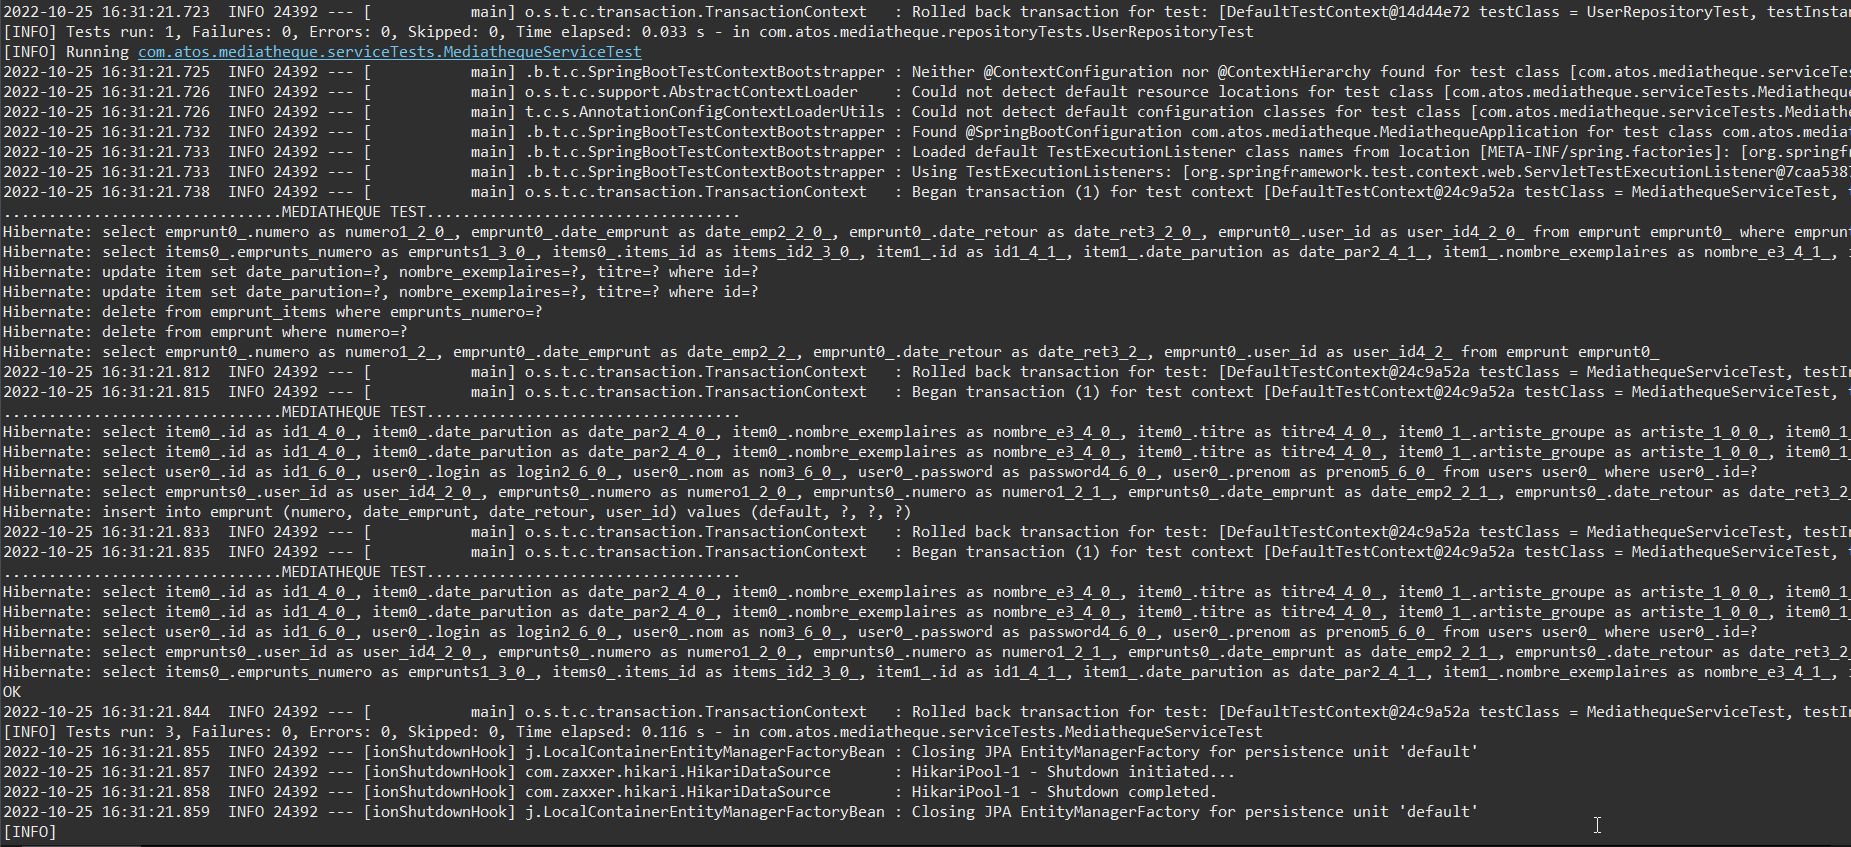 2022-10-25 16:31:21.723  INFO 24392 --- [           main] o.s.t.c.transaction.TransactionContext   : Rolled back transaction for test: [DefaultTestContext@14d44e72 testClass = UserRepositoryTest, testInsta
[INFO] Tests run: 1, Failures: 0, Errors: 0, Skipped: 0, Time elapsed: 0.033 s - in com.atos.mediatheque.repositoryTests.UserRepositoryTest
[INFO] Running com.atos.mediatheque.serviceTests.MediathequeServiceTest
2022-10-25 16:31:21.725  INFO 24392 --- [           main] .b.t.c.SpringBootTestContextBootstrapper : Neither @ContextConfiguration nor @ContextHierarchy found for test class [com.atos.mediatheque.serviceTes
2022-10-25 16:31:21.726  INFO 24392 --- [           main] o.s.t.c.support.AbstractContextLoader    : Could not detect default resource locations for test class [com.atos.mediatheque.serviceTests.Mediatheque
2022-10-25 16:31:21.726  INFO 24392 --- [           main] t.c.s.AnnotationConfigContextLoaderUtils : Could not detect default configuration classes for test class [com.atos.mediatheque.serviceTests.Mediathe
2022-10-25 16:31:21.732  INFO 24392 --- [           main] .b.t.c.SpringBootTestContextBootstrapper : Found @SpringBootConfiguration com.atos.mediatheque.MediathequeApplication for test class com.atos.media
2022-10-25 16:31:21.733  INFO 24392 --- [           main] .b.t.c.SpringBootTestContextBootstrapper : Loaded default TestExecutionListener class names from location [META-INF/spring.factories]: [org.springfr
2022-10-25 16:31:21.733  INFO 24392 --- [           main] .b.t.c.SpringBootTestContextBootstrapper : Using TestExecutionListeners: [org.springframework.test.context.web.ServletTestExecutionListener@7caa5387
2022-10-25 16:31:21.738  INFO 24392 --- [           main] o.s.t.c.transaction.TransactionContext   : Began transaction (1) for test context [DefaultTestContext@24c9a52a testClass = MediathequeServiceTest, t
...............................MEDIATHEQUE TEST...................................
Hibernate: select emprunt0_.numero as numero1_2_0_, emprunt0_.date_emprunt as date_emp2_2_0_, emprunt0_.date_retour as date_ret3_2_0_, emprunt0_.user_id as user_id4_2_0_ from emprunt emprunt0_ where emprunt
Hibernate: select items0_.emprunts_numero as emprunts1_3_0_, items0_.items_id as items_id2_3_0_, item1_.id as id1_4_1_, item1_.date_parution as date_par2_4_1_, item1_.nombre_exemplaires as nombre_e3_4_1_, i
Hibernate: update item set date_parution=?, nombre_exemplaires=?, titre=? where id=?
Hibernate: update item set date_parution=?, nombre_exemplaires=?, titre=? where id=?
Hibernate: delete from emprunt_items where emprunts_numero=?
Hibernate: delete from emprunt where numero=?
Hibernate: select emprunt0_.numero as numero1_2_, emprunt0_.date_emprunt as date_emp2_2_, emprunt0_.date_retour as date_ret3_2_, emprunt0_.user_id as user_id4_2_ from emprunt emprunt0_
2022-10-25 16:31:21.812  INFO 24392 --- [           main] o.s.t.c.transaction.TransactionContext   : Rolled back transaction for test: [DefaultTestContext@24c9a52a testClass = MediathequeServiceTest, testIn
2022-10-25 16:31:21.815  INFO 24392 --- [           main] o.s.t.c.transaction.TransactionContext   : Began transaction (1) for test context [DefaultTestContext@24c9a52a testClass = MediathequeServiceTest, t
...............................MEDIATHEQUE TEST...................................
Hibernate: select item0_.id as id1_4_0_, item0_.date_parution as date_par2_4_0_, item0_.nombre_exemplaires as nombre_e3_4_0_, item0_.titre as titre4_4_0_, item0_1_.artiste_groupe as artiste_1_0_0_, item0_1_
Hibernate: select item0_.id as id1_4_0_, item0_.date_parution as date_par2_4_0_, item0_.nombre_exemplaires as nombre_e3_4_0_, item0_.titre as titre4_4_0_, item0_1_.artiste_groupe as artiste_1_0_0_, item0_1_
Hibernate: select user0_.id as id1_6_0_, user0_.login as login2_6_0_, user0_.nom as nom3_6_0_, user0_.password as password4_6_0_, user0_.prenom as prenom5_6_0_ from users user0_ where user0_.id=?
Hibernate: select emprunts0_.user_id as user_id4_2_0_, emprunts0_.numero as numero1_2_0_, emprunts0_.numero as numero1_2_1_, emprunts0_.date_emprunt as date_emp2_2_1_, emprunts0_.date_retour as date_ret3_2_
Hibernate: insert into emprunt (numero, date_emprunt, date_retour, user_id) values (default, ?, ?, ?)
2022-10-25 16:31:21.833  INFO 24392 --- [           main] o.s.t.c.transaction.TransactionContext   : Rolled back transaction for test: [DefaultTestContext@24c9a52a testClass = MediathequeServiceTest, testIn
2022-10-25 16:31:21.835  INFO 24392 --- [           main] o.s.t.c.transaction.TransactionContext   : Began transaction (1) for test context [DefaultTestContext@24c9a52a testClass = MediathequeServiceTest, t
...............................MEDIATHEQUE TEST...................................
Hibernate: select item0_.id as id1_4_0_, item0_.date_parution as date_par2_4_0_, item0_.nombre_exemplaires as nombre_e3_4_0_, item0_.titre as titre4_4_0_, item0_1_.artiste_groupe as artiste_1_0_0_, item0_1_
Hibernate: select item0_.id as id1_4_0_, item0_.date_parution as date_par2_4_0_, item0_.nombre_exemplaires as nombre_e3_4_0_, item0_.titre as titre4_4_0_, item0_1_.artiste_groupe as artiste_1_0_0_, item0_1_
Hibernate: select user0_.id as id1_6_0_, user0_.login as login2_6_0_, user0_.nom as nom3_6_0_, user0_.password as password4_6_0_, user0_.prenom as prenom5_6_0_ from users user0_ where user0_.id=?
Hibernate: select emprunts0_.user_id as user_id4_2_0_, emprunts0_.numero as numero1_2_0_, emprunts0_.numero as numero1_2_1_, emprunts0_.date_emprunt as date_emp2_2_1_, emprunts0_.date_retour as date_ret3_2_
Hibernate: select items0_.emprunts_numero as emprunts1_3_0_, items0_.items_id as items_id2_3_0_, item1_.id as id1_4_1_, item1_.date_parution as date_par2_4_1_, item1_.nombre_exemplaires as nombre_e3_4_1_, i
OK
2022-10-25 16:31:21.844  INFO 24392 --- [           main] o.s.t.c.transaction.TransactionContext   : Rolled back transaction for test: [DefaultTestContext@24c9a52a testClass = MediathequeServiceTest, testIn
[INFO] Tests run: 3, Failures: 0, Errors: 0, Skipped: 0, Time elapsed: 0.116 s - in com.atos.mediatheque.serviceTests.MediathequeServiceTest
2022-10-25 16:31:21.855  INFO 24392 --- [ionShutdownHook] j.LocalContainerEntityManagerFactoryBean : Closing JPA EntityManagerFactory for persistence unit 'default'
2022-10-25 16:31:21.857  INFO 24392 --- [ionShutdownHook] com.zaxxer.hikari.HikariDataSource       : HikariPool-1 - Shutdown initiated...
2022-10-25 16:31:21.858  INFO 24392 --- [ionShutdownHook] com.zaxxer.hikari.HikariDataSource       : HikariPool-1 - Shutdown completed.
2022-10-25 16:31:21.859  INFO 24392 --- [ionShutdownHook] j.LocalContainerEntityManagerFactoryBean : Closing JPA EntityManagerFactory for persistence unit 'default'
[INFO]